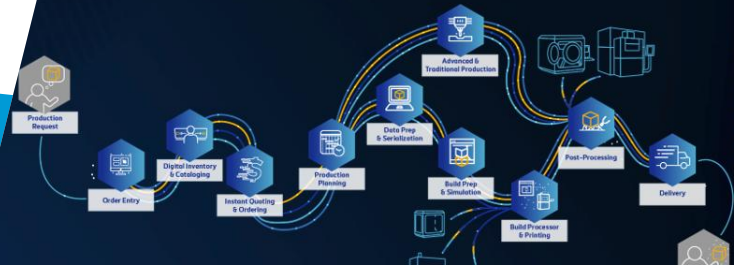 Production
Request
Order Entry
Digital Inventory
& Cataloging
Instant Quoting
& Ordering
Production
Planning
Data Prep
& Serialization
Advanced &
Traditional Production
Build Prep
& Simulation
Build Processor
& Printing
Post-Processing
Delivery